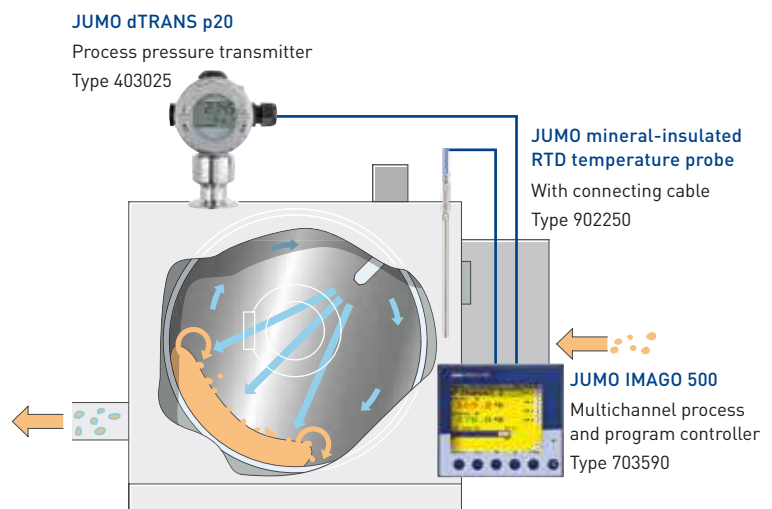 JUMO dTRANS p20
Process pressure transmitter
Type 403025
JUMO mineral-insulated
RTD temperature probe
With connecting cable
Type 902250
JUMO IMAGO 500
Multichannel process
and program controller
Type 703590